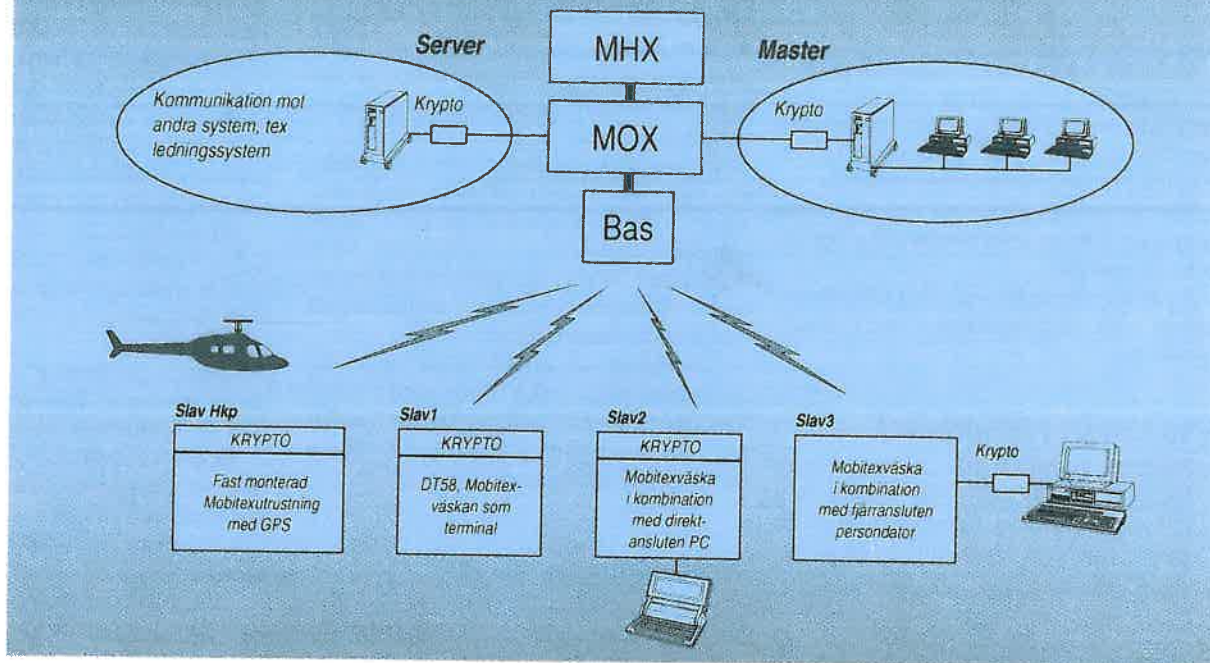 Server
MHX
Master
Kommunikation mot
andra system, tex
ledningssystem
Krypto
MOX
Krypto
Bas
Slav Hkp
KRYPTO
Fast monterad
Mobitexutrustning
med GPS
Slav1
KRYPTO
DT58, Mobitex-
väskan som
terminal
Slav2
KRYPTO
Mobitexväska
i kombination
med direkt-
ansluten PC
Slav3
Mobitexväska
i kombination
med fjärransluten
persondator
Krypto